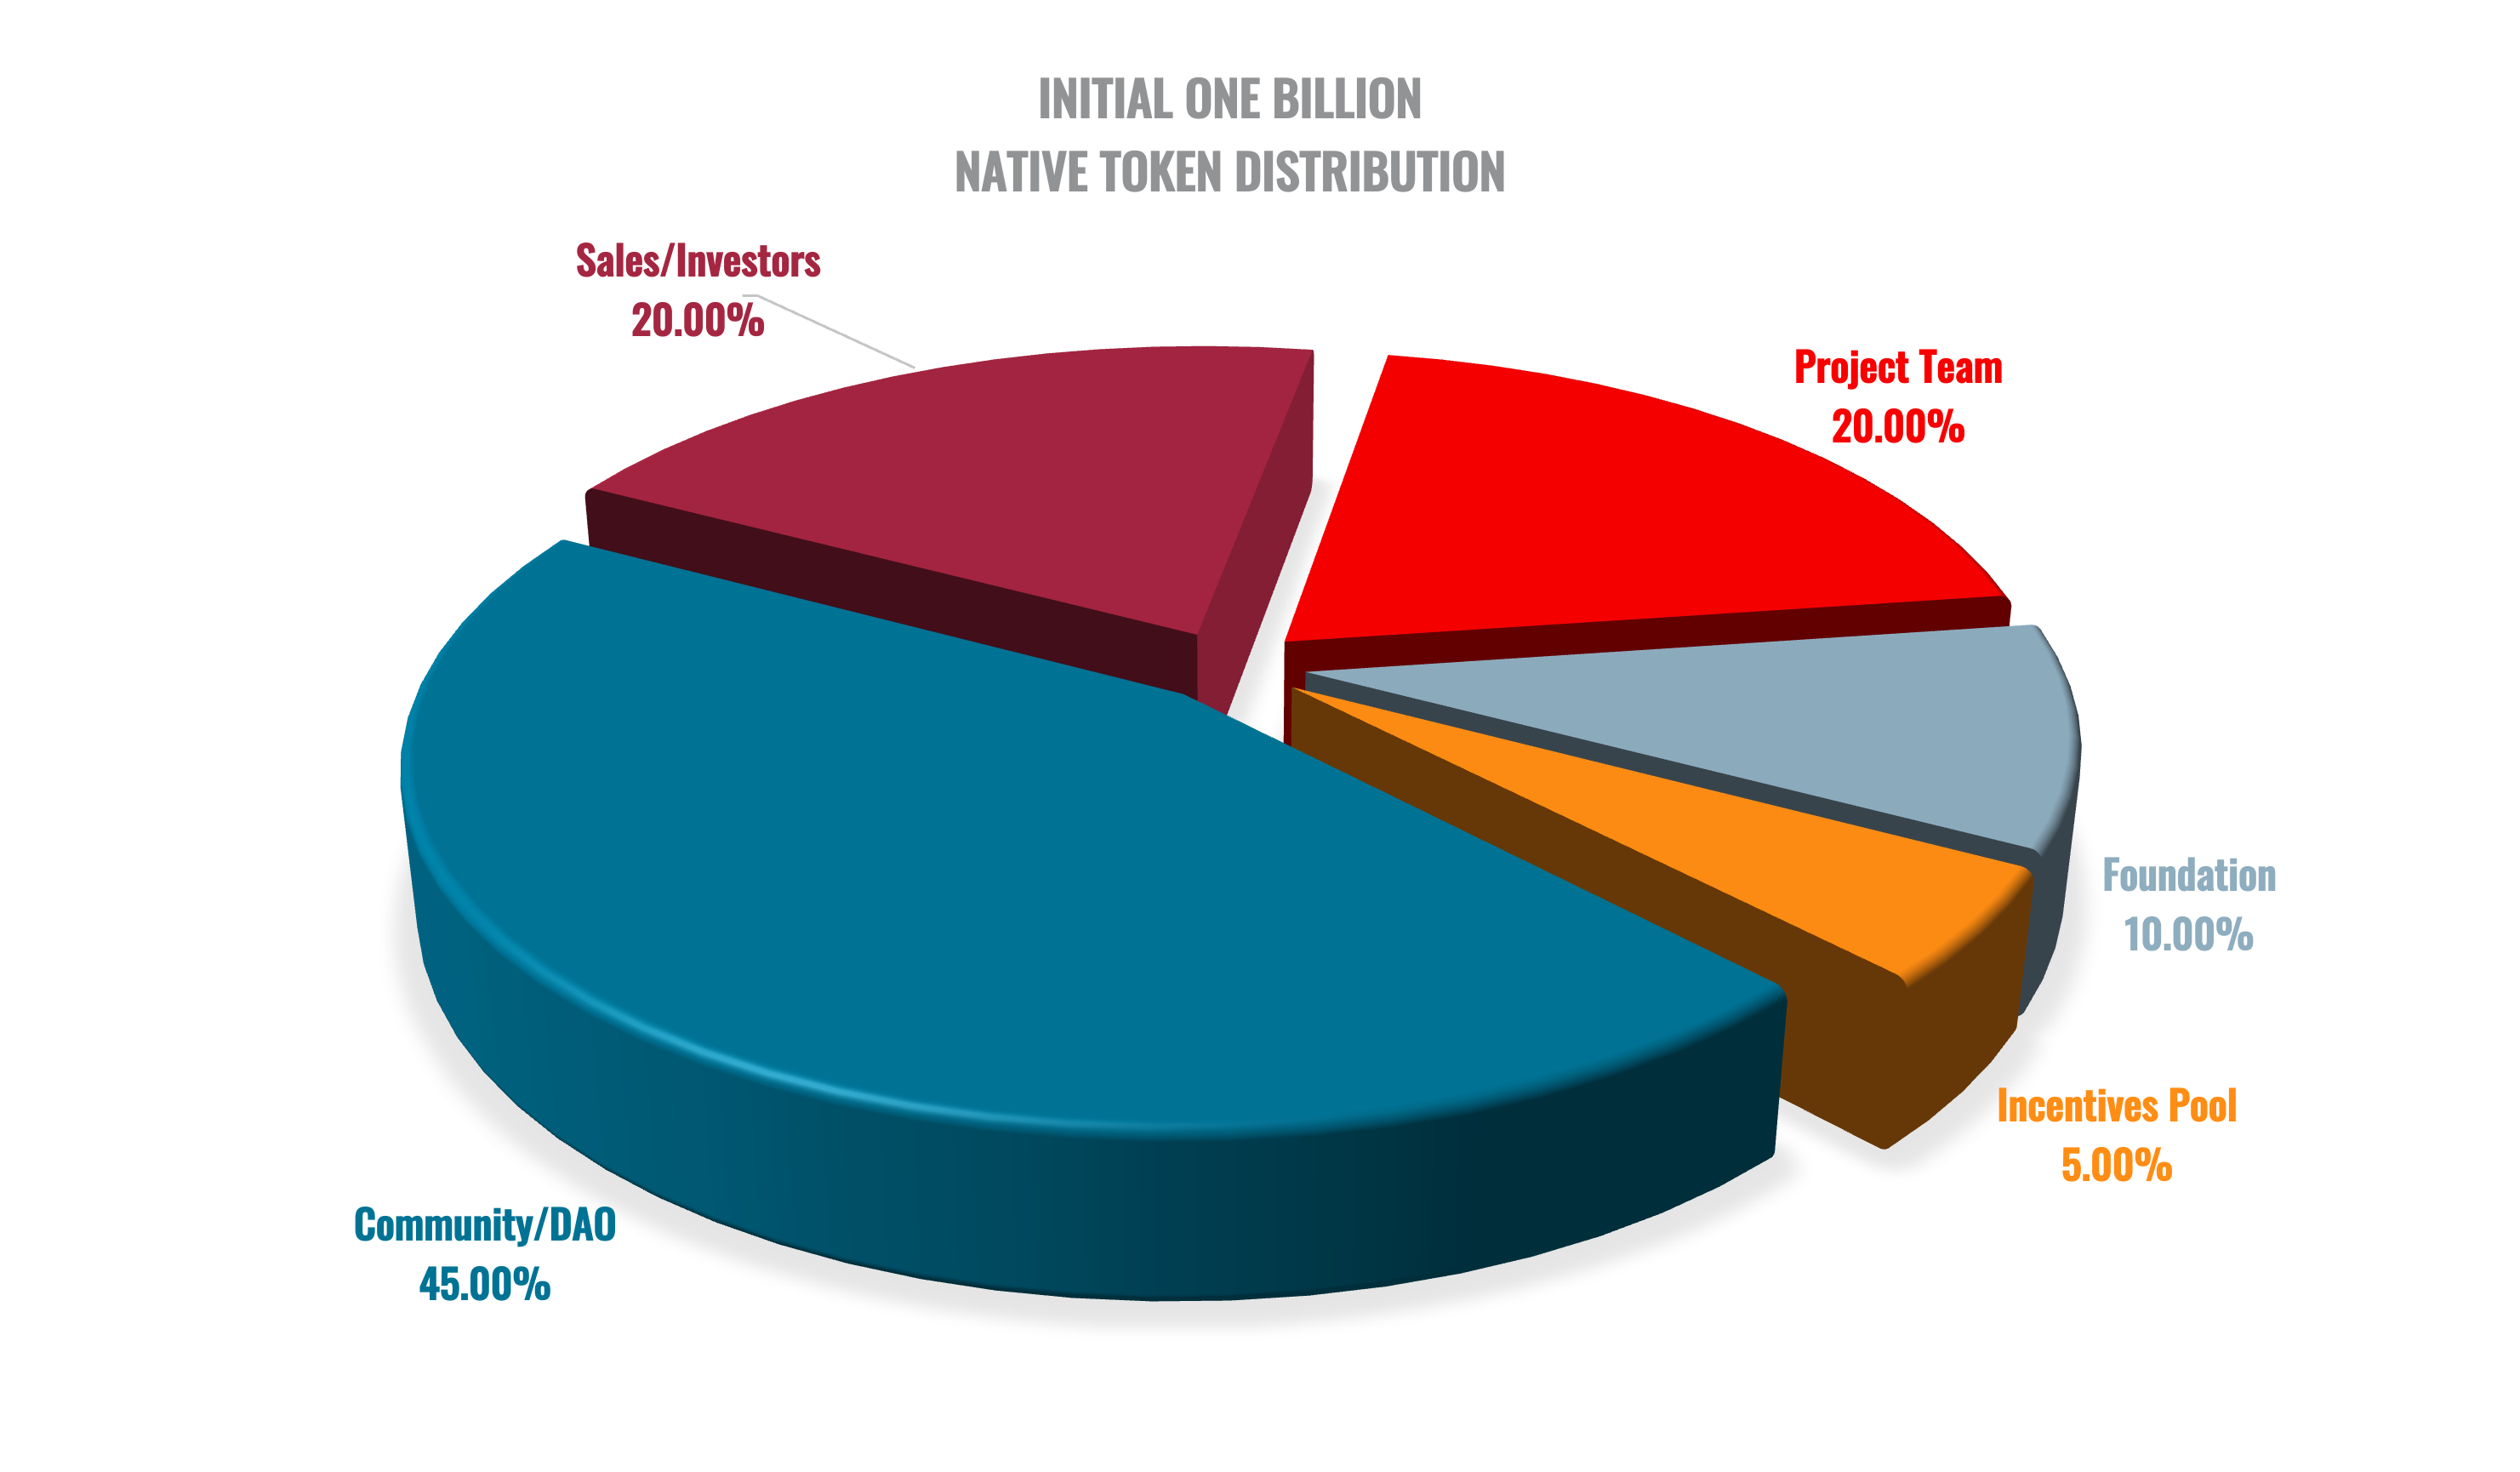 INITIAL ONE BILLION
NATIVE TOKEN DISTRIBUTION
Sales/Investors
20.00%
Project Team
20.00%
Foundation
10.00%
Incentives Pool
5.00%
Community/DAO
45.00%